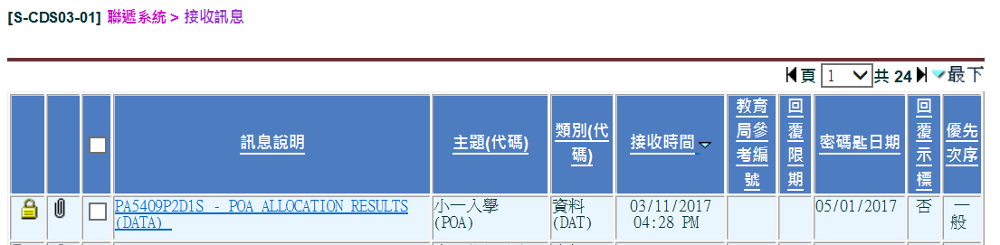 [S-CDS03-01] 聯遞系統 > 接收訊息
頁 1 共 24 最下
訊息說明
主題(代碼)
類別(代
碼)
接收時間
教育
局參
考編
號
回
覆
限
期
密碼匙日期
回
覆
示
標
優先
次序
PA5409P2D1S - POA ALLOCATION RESULTS
(DATA)
小一入學
(POA)
資料
(DAT)
03/11/2017
04:28 PM
05/01/2017
否
一
般